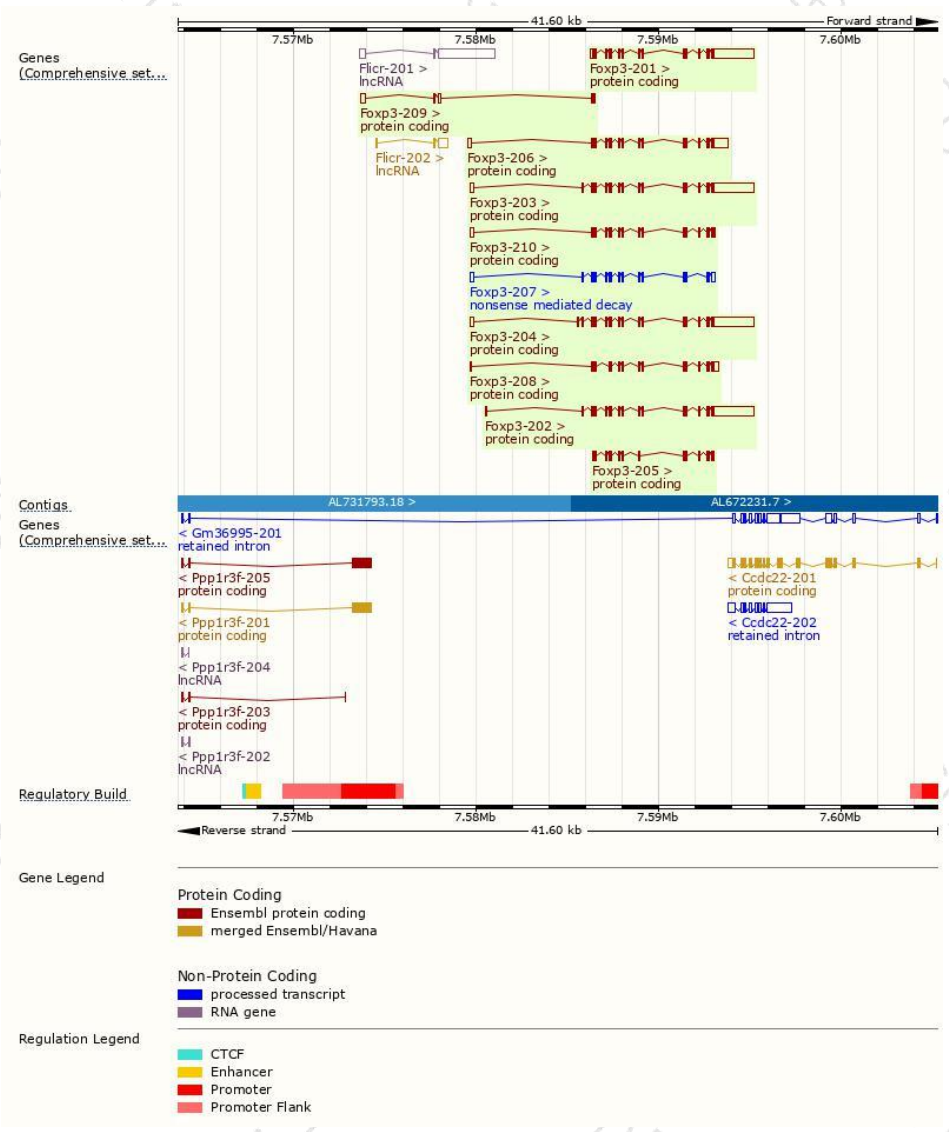 41.60 kb
Forward strand
7.57Mb 7.58Mb 7.59Mb 7.60Mb
Genes
(Comprehensive set...
Flicr-201 >
lncRNA
Foxp3-201 >
protein coding
Foxp3-209 >
protein coding
Flicr-202 >
lncRNA
Foxp3-206 >
protein coding
Foxp3-203 >
protein coding
Foxp3-210 >
protein coding
Foxp3-207 >
nonsense mediated decay
Foxp3-204 >
protein coding
Foxp3-208 >
protein coding
Foxp3-202 >
protein coding
Foxp3-205 >
protein coding
Contigs
AL731793.18 >
AL672231.7 >
Genes
(Comprehensive set...
< Gm36995-201
retained intron
< Ppp1r3f-205
protein coding
< Ccdc22-201
protein coding
< Ppp1r3f-201
protein coding
< Ccdc22-202
retained intron
< Ppp1r3f-204
lncRNA
< Ppp1r3f-203
protein coding
< Ppp1r3f-202
lncRNA
Regulatory Build
7.57Mb 7.58Mb 7.59Mb 7.60Mb
Reverse strand
41.60 kb
Gene Legend
Protein Coding
Ensembl protein coding
merged Ensembl/Havana
Non-Protein Coding
processed transcript
RNA gene
Regulation Legend
CTCF
Enhancer
Promoter
Promoter Flank